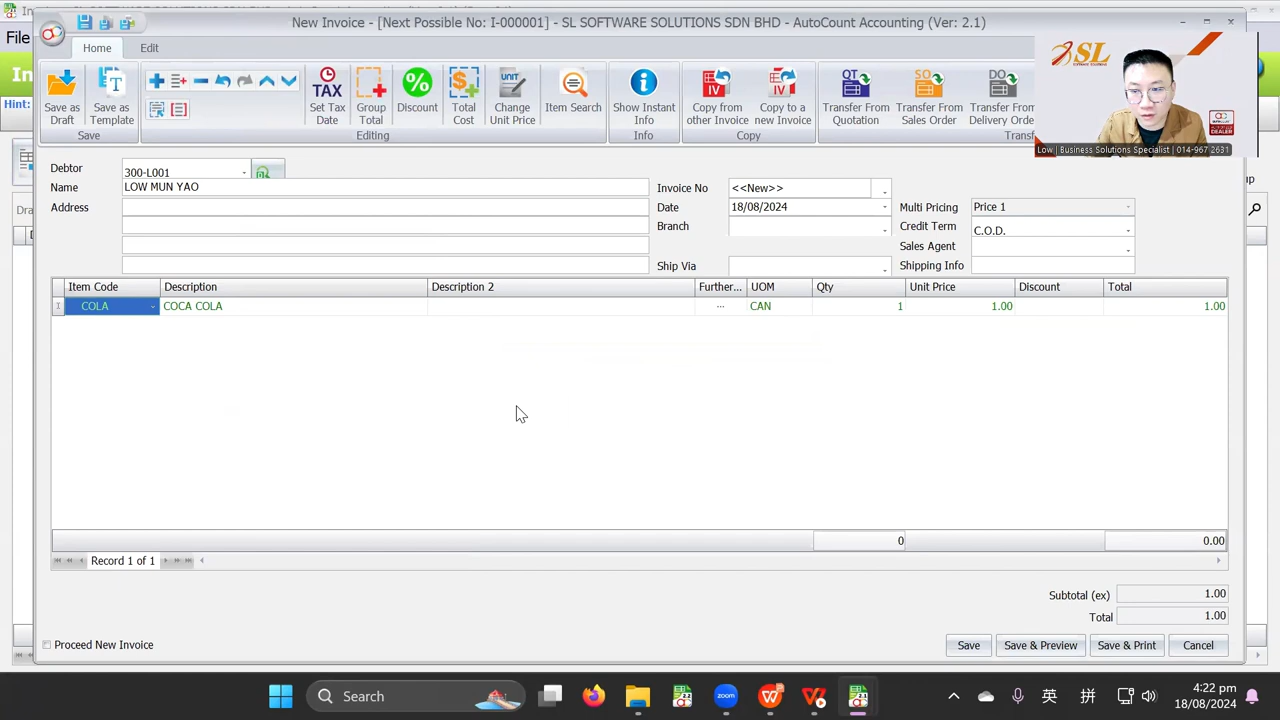 New Invoice - [Next Possible No: I-000001] - SL SOFTWARE SOLUTIONS SDN BHD - AutoCount Accounting (Ver: 2.1)
File
Home
Edit
In
Hint:
Save as Draft
Save as Template
Set Tax Date
Group Total
Discount
Total Cost
Change Unit Price
Item Search
Show Instant Info
Copy from other Invoice
Copy to a new Invoice
Transfer From Quotation
Transfer From Sales Order
Transfer From Delivery Orde
Save
Editing
Info
Copy
Transf
SL
Low | Business Solutions Specialist | 014-967 2631
Debtor
300-L001
Name
LOW MUN YAO
Address
Invoice No
<<New>>
Date
18/08/2024
Branch
Ship Via
Multi Pricing
Price 1
Credit Term
C.O.D.
Sales Agent
Shipping Info
up
Dra
Item Code Description Description 2 Further... UOM Qty Unit Price Discount Total
COLA COCA COLA ... CAN 1 1.00 1.00
0 0.00
Record 1 of 1
Subtotal (ex) 1.00
Total 1.00
Proceed New Invoice
Save
Save & Preview
Save & Print
Cancel
Search
英
拼
4:22 pm
18/08/2024